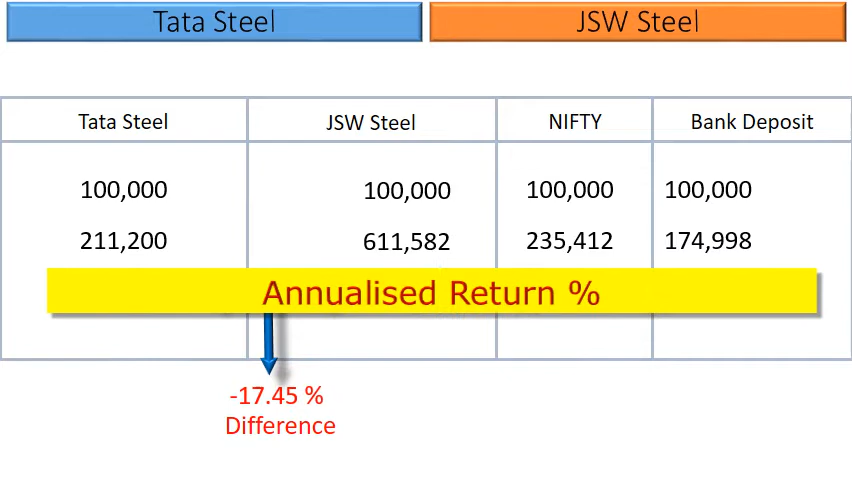 Tata Steel JSW Steel
Tata Steel JSW Steel NIFTY Bank Deposit
100,000 100,000 100,000 100,000
211,200 611,582 235,412 174,998
Annualised Return %
-17.45 %
Difference